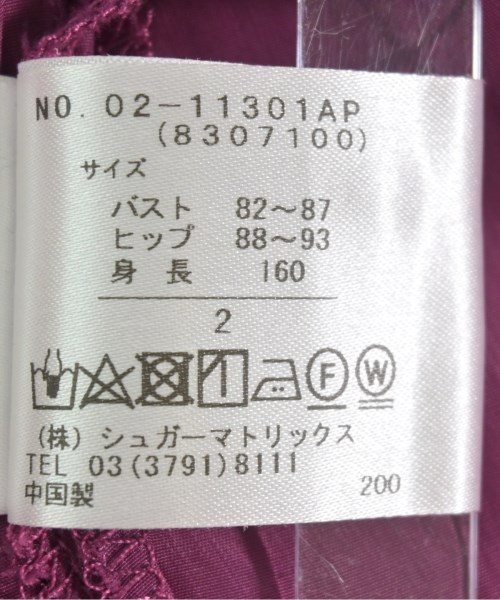 NO. 02-11301AP
(8307100)
サイズ
バスト 82～87
ヒップ 88～93
身長 160
2
F W
(株) シュガーマトリックス
TEL 03(3791)8111
中国製 200